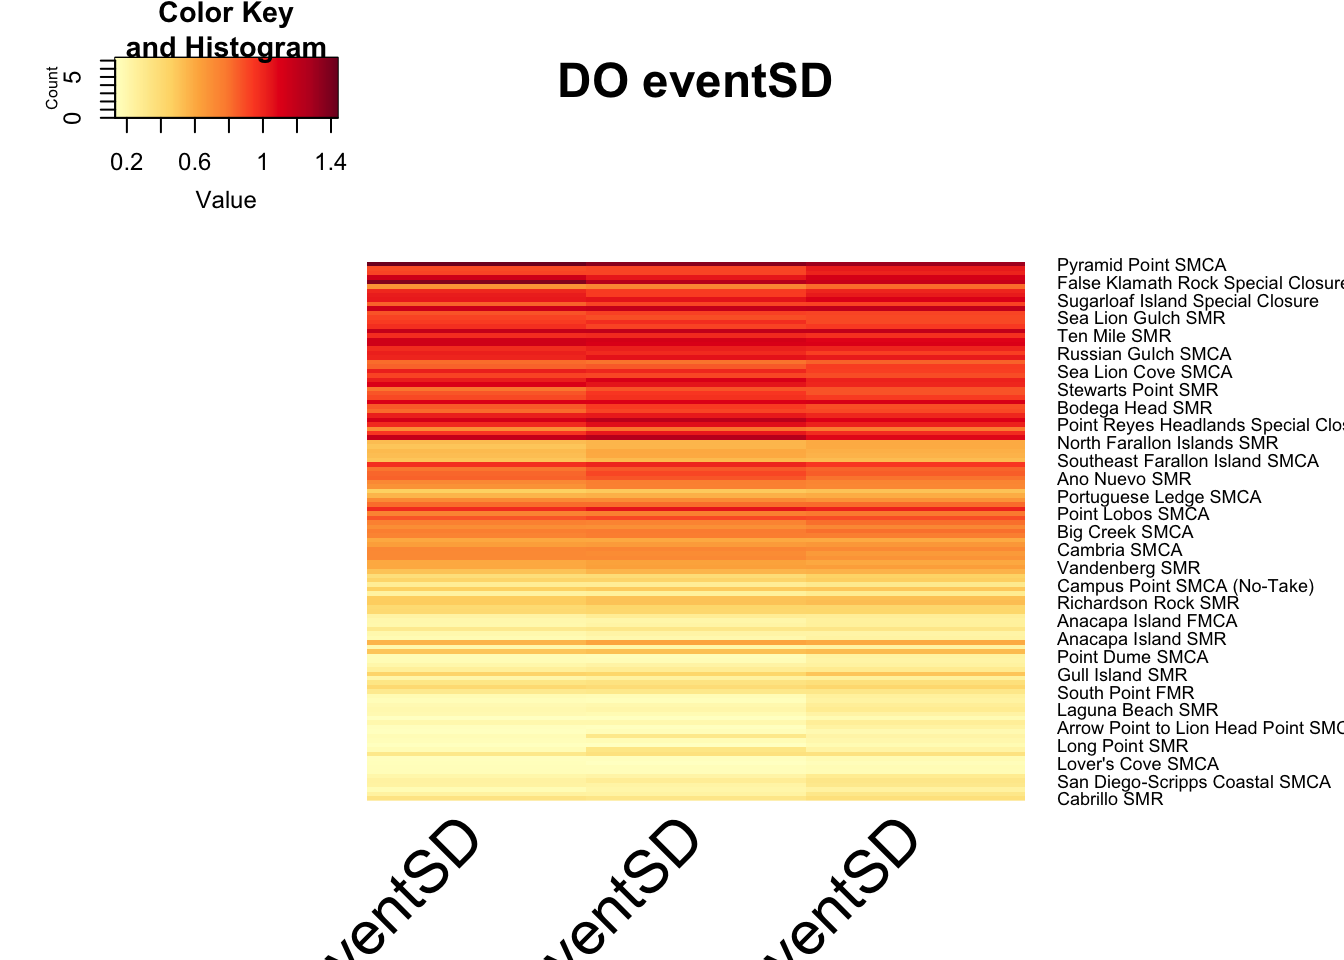 Color Key
and Histogram
Count
0 5
0.2 0.6 1 1.4
Value
DO eventSD
Pyramid Point SMCA
False Klamath Rock Special Closure
Sugarloaf Island Special Closure
Sea Lion Gulch SMR
Ten Mile SMR
Russian Gulch SMCA
Sea Lion Cove SMCA
Stewarts Point SMR
Bodega Head SMR
Point Reyes Headlands Special Clo
North Farallon Islands SMR
Southeast Farallon Island SMCA
Ano Nuevo SMR
Portuguese Ledge SMCA
Point Lobos SMCA
Big Creek SMCA
Cambria SMCA
Vandenberg SMR
Campus Point SMCA (No-Take)
Richardson Rock SMR
Anacapa Island FMCA
Anacapa Island SMR
Point Dume SMCA
Gull Island SMR
South Point FMR
Laguna Beach SMR
Arrow Point to Lion Head Point SMC
Long Point SMR
Lover's Cove SMCA
San Diego-Scripps Coastal SMCA
Cabrillo SMR
ventSD
ventSD
ventSD